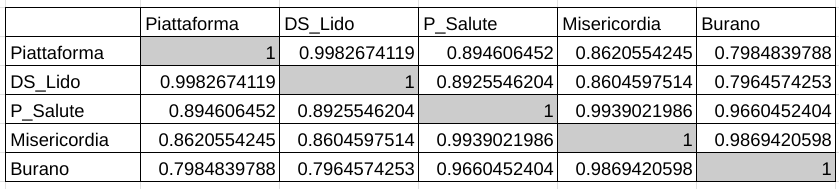 Piattaforma DS_Lido P_Salute Misericordia Burano
Piattaforma 1 0.9982674119 0.894606452 0.8620554245 0.7984839788
DS_Lido 0.9982674119 1 0.8925546204 0.8604597514 0.7964574253
P_Salute 0.894606452 0.8925546204 1 0.9939021986 0.9660452404
Misericordia 0.8620554245 0.8604597514 0.9939021986 1 0.9869420598
Burano 0.7984839788 0.7964574253 0.9660452404 0.9869420598 1